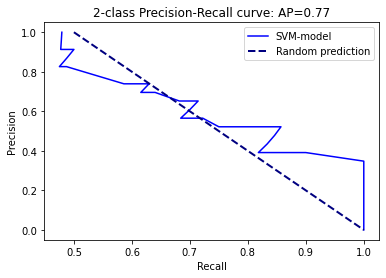 2-class Precision-Recall curve: AP=0.77
SVM-model
Random prediction
Precision
1.0
0.8
0.6
0.4
0.2
0.0
0.5 0.6 0.7 0.8 0.9 1.0
Recall